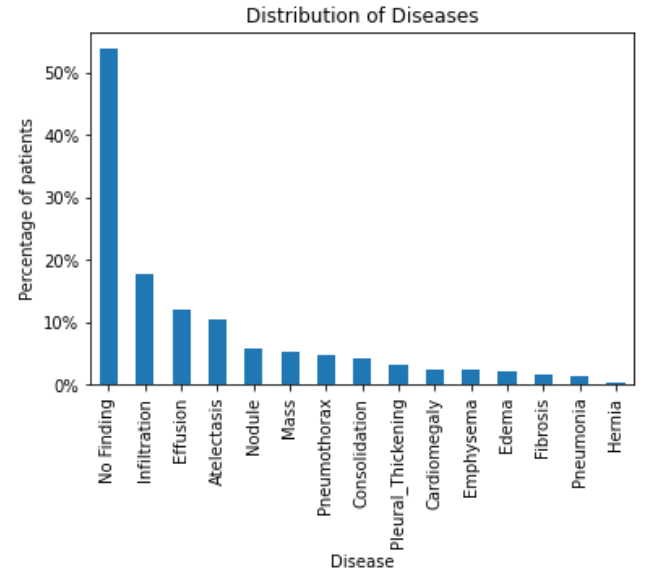 Distribution of Diseases
Percentage of patients
50%
40%
30%
20%
10%
0%
No Finding
Infiltration
Effusion
Atelectasis
Nodule
Mass
Pneumothorax
Consolidation
Pleural_Thickening
Cardiomegaly
Emphysema
Edema
Fibrosis
Pneumonia
Hernia
Disease